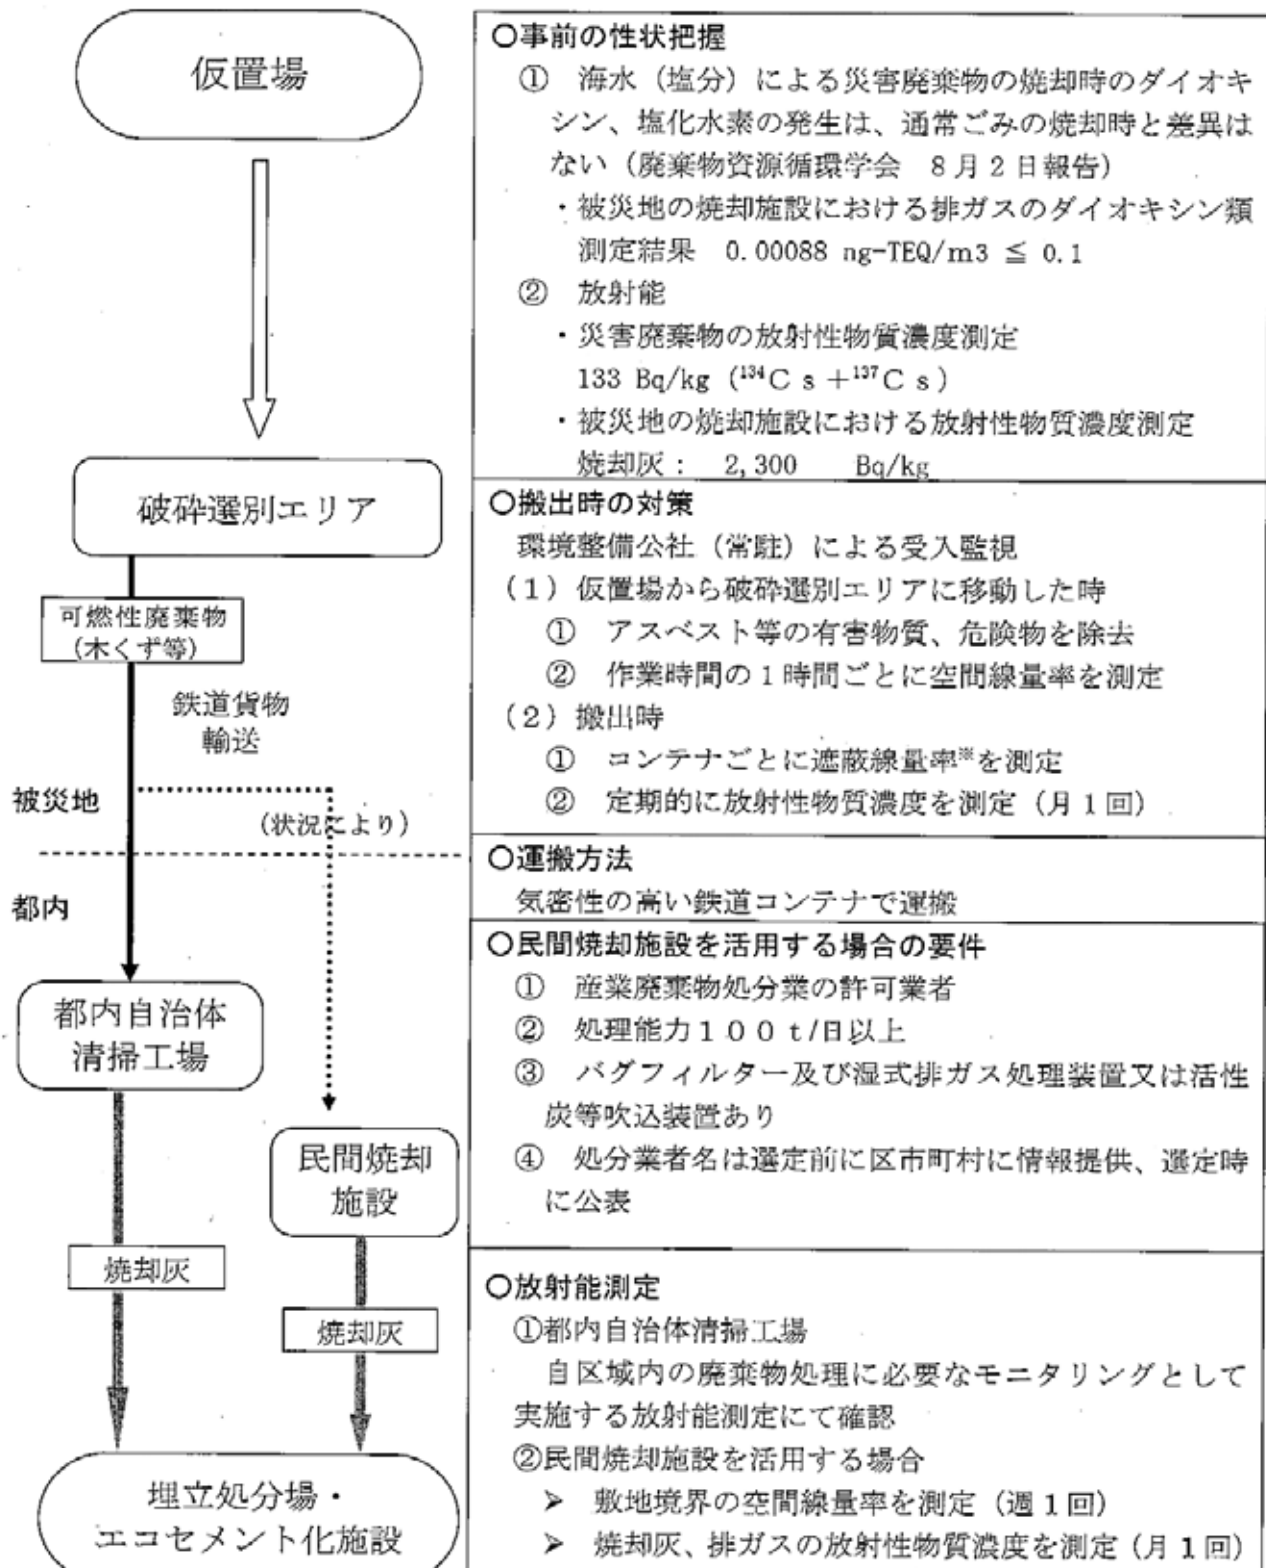 仮置場
破砕選別エリア
可燃性廃棄物
(木くず等)
鉄道貨物
輸送
被災地
(状況により)
都内
都内自治体
清掃工場
民間焼却
施設
焼却灰
焼却灰
埋立処分場・
エコセメント化施設
○事前の性状把握
① 海水（塩分）による災害廃棄物の焼却時のダイオキ
シン、塩化水素の発生は、通常ごみの焼却時と差異は
ない（廃棄物資源循環学会 8月2日報告）
・被災地の焼却施設における排ガスのダイオキシン類
測定結果 0.00088 ng-TEQ/m3 ≦ 0.1
② 放射能
・災害廃棄物の放射性物質濃度測定
133 Bq/kg (¹³⁴Cs+¹³⁷Cs)
・被災地の焼却施設における放射性物質濃度測定
焼却灰： 2,300 Bq/kg
○搬出時の対策
環境整備公社（常駐）による受入監視
（1）仮置場から破砕選別エリアに移動した時
① アスベスト等の有害物質、危険物を除去
② 作業時間の1時間ごとに空間線量率を測定
（2）搬出時
① コンテナごとに遮蔽線量率※を測定
② 定期的に放射性物質濃度を測定（月1回）
○運搬方法
気密性の高い鉄道コンテナで運搬
○民間焼却施設を活用する場合の要件
① 産業廃棄物処分業の許可業者
② 処理能力100t/日以上
③ バグフィルター及び湿式排ガス処理装置又は活性
炭等吹込装置あり
④ 処分業者名は選定前に区市町村に情報提供、選定時
に公表
○放射能測定
①都内自治体清掃工場
自区域内の廃棄物処理に必要なモニタリングとして
実施する放射能測定にて確認
②民間焼却施設を活用する場合
➢ 敷地境界の空間線量率を測定（週1回）
➢ 焼却灰、排ガスの放射性物質濃度を測定（月1回）